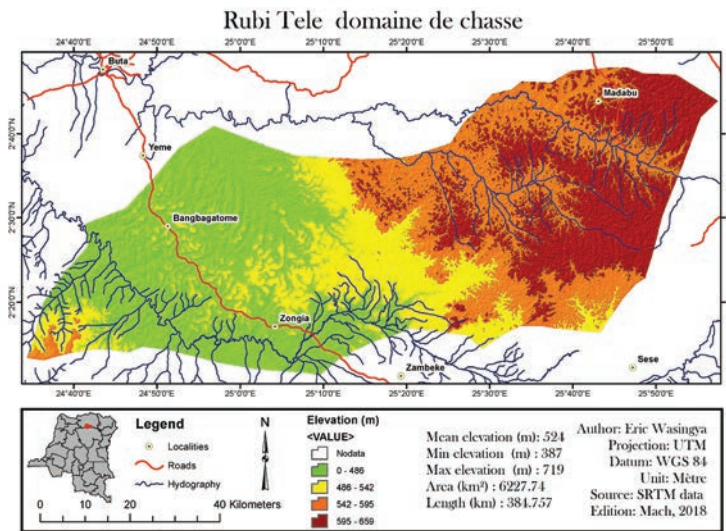 Rubi Tele domaine de chasse
24°40'0"E 24°50'0"E 25°0'0"E 25°10'0"E 25°20'0"E 25°30'0"E 25°40'0"E 25°50'0"E
Buta
Madabu
2°40'0"N
Yeme
2°30'0"N
Bangbagatome
2°20'0"N
Zongia
Zambeke
Sese
24°40'0"E 24°50'0"E 25°0'0"E 25°10'0"E 25°20'0"E 25°30'0"E 25°40'0"E 25°50'0"E
Legend
Localities
Roads
Hydography
N
0 10 20 40 Kilometers
Elevation (m)
<VALUE>
Nodata
0 - 486
486 - 542
542 - 595
595 - 659
Mean elevation (m): 524
Min elevation (m) : 387
Max elevation (m) : 719
Area (km²) : 6227.74
Length (km) : 384.757
Author: Eric Wasingya
Projection: UTM
Datum: WGS 84
Unit: Mètre
Source: SRTM data
Edition: Mach, 2018